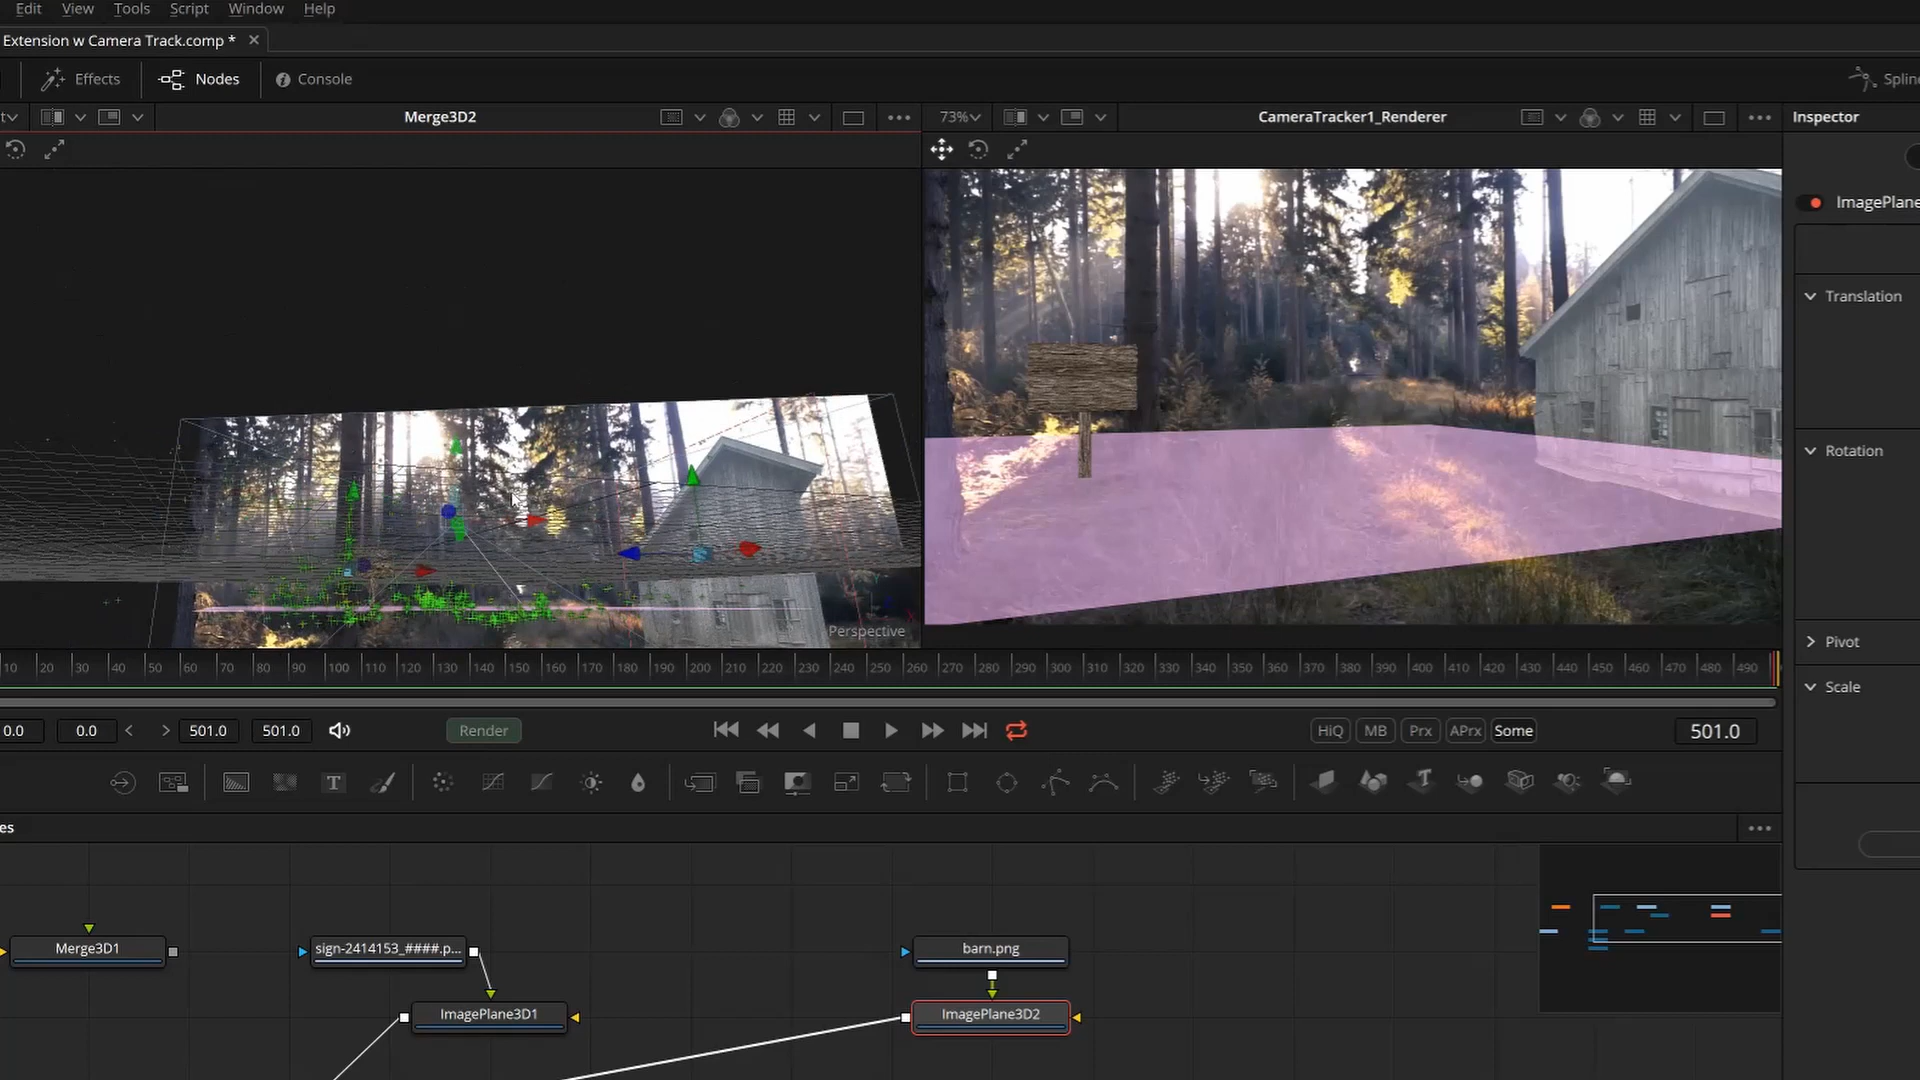 Edit View Tools Script Window Help
Extension w Camera Track.comp *
Effects Nodes Console Spline
Merge3D2
73% CameraTracker1_Renderer
Inspector
ImagePlane
Translation
Rotation
Pivot
Scale
Perspective
10 20 30 40 50 60 70 80 90 100 110 120 130 140 150 160 170 180 190 200 210 220 230 240 250 260 270 280 290 300 310 320 330 340 350 360 370 380 390 400 410 420 430 440 450 460 470 480 490
0.0 0.0 < > 501.0 501.0 Render HiQ MB Prx APrx Some 501.0
T
es
Merge3D1 sign-2414153_####.p... barn.png
ImagePlane3D1 ImagePlane3D2